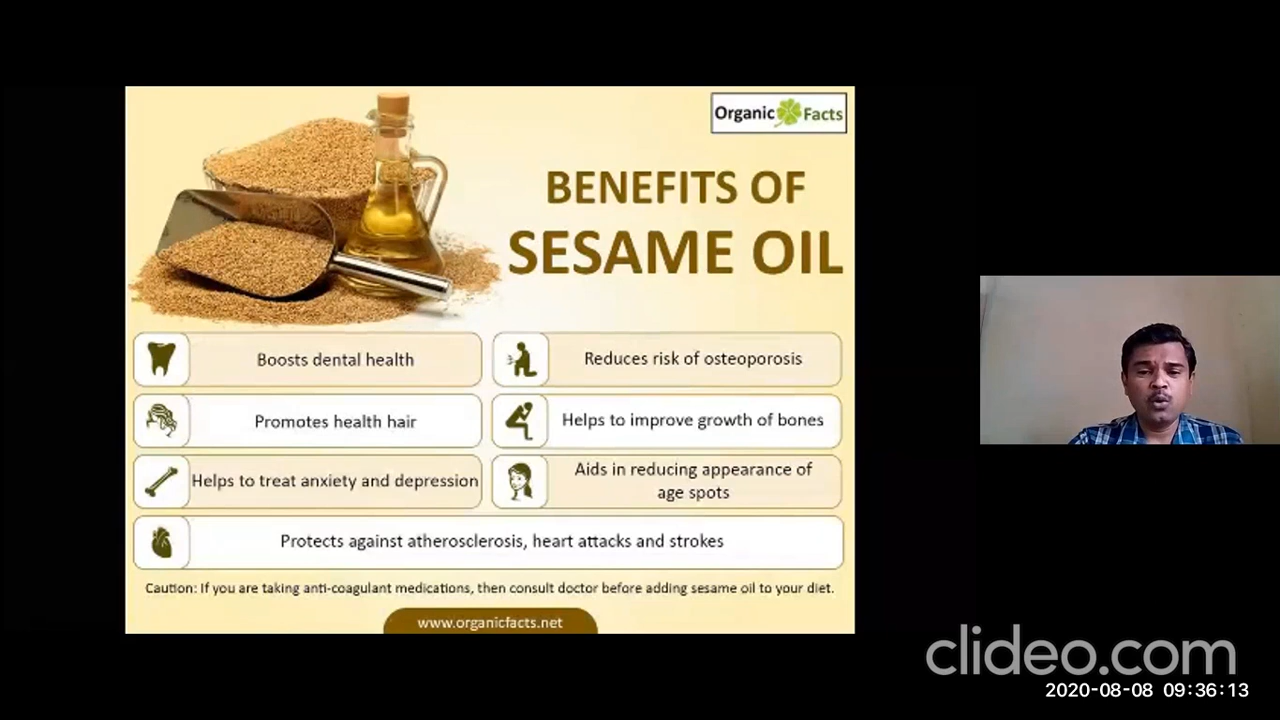 Organic Facts
BENEFITS OF
SESAME OIL
Boosts dental health
Reduces risk of osteoporosis
Promotes health hair
Helps to improve growth of bones
Helps to treat anxiety and depression
Aids in reducing appearance of
age spots
Protects against atherosclerosis, heart attacks and strokes
Caution: If you are taking anti-coagulant medications, then consult doctor before adding sesame oil to your diet.
www.organicfacts.net
clideo.com
2020-08-08 09:36:13